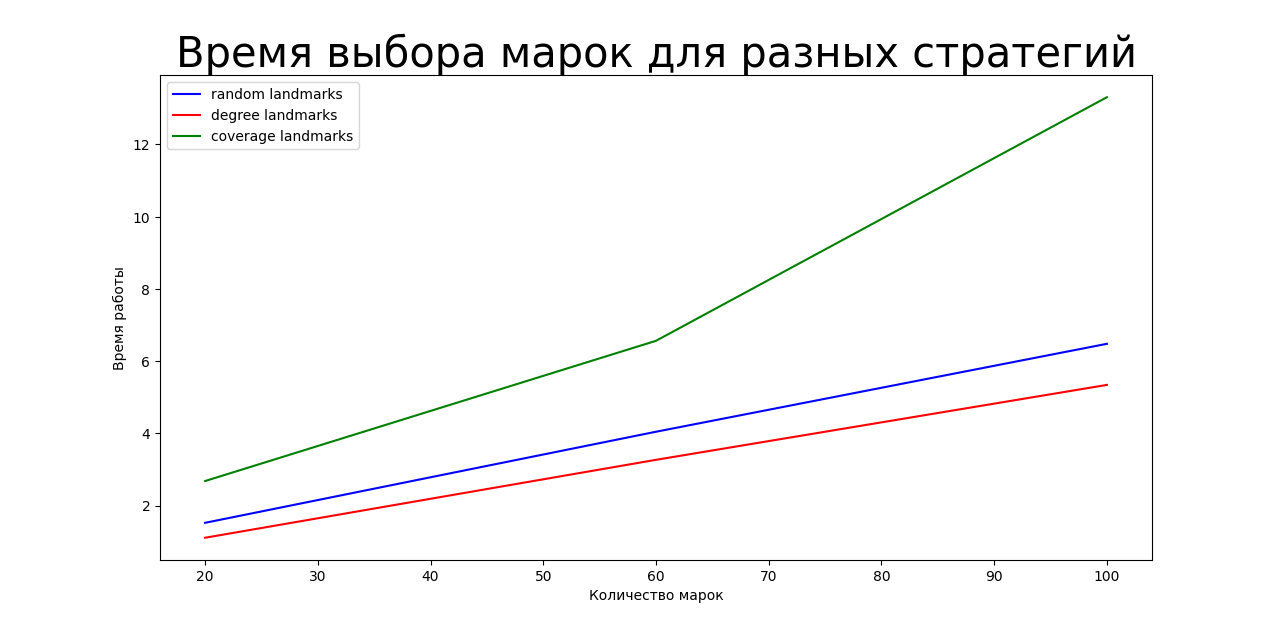 Время выбора марок для разных стратегий
random landmarks
degree landmarks
coverage landmarks
12
10
8
6
4
2
Время работы
20 30 40 50 60 70 80 90 100
Количество марок